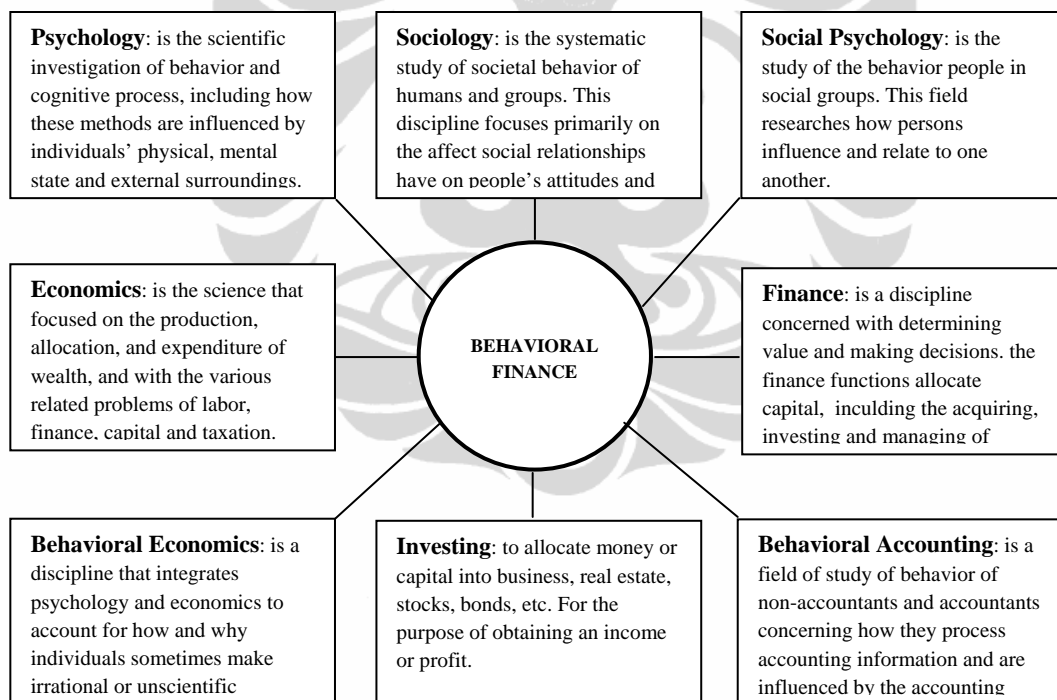 Psychology: is the scientific
investigation of behavior and
cognitive process, including how
these methods are influenced by
individuals’ physical, mental
state and external surroundings.
Sociology: is the systematic
study of societal behavior of
humans and groups. This
discipline focuses primarily on
the affect social relationships
have on people’s attitudes and
Social Psychology: is the
study of the behavior people in
social groups. This field
researches how persons
influence and relate to one
another.
Economics: is the science that
focused on the production,
allocation, and expenditure of
wealth, and with the various
related problems of labor,
finance, capital and taxation.
BEHAVIORAL
FINANCE
Finance: is a discipline
concerned with determining
value and making decisions. the
finance functions allocate
capital, inculding the acquiring,
investing and managing of
Behavioral Economics: is a
discipline that integrates
psychology and economics to
account for how and why
individuals sometimes make
irrational or unscientific
Investing: to allocate money or
capital into business, real estate,
stocks, bonds, etc. For the
purpose of obtaining an income
or profit.
Behavioral Accounting: is a
field of study of behavior of
non-accountants and accountants
concerning how they process
accounting information and are
influenced by the accounting